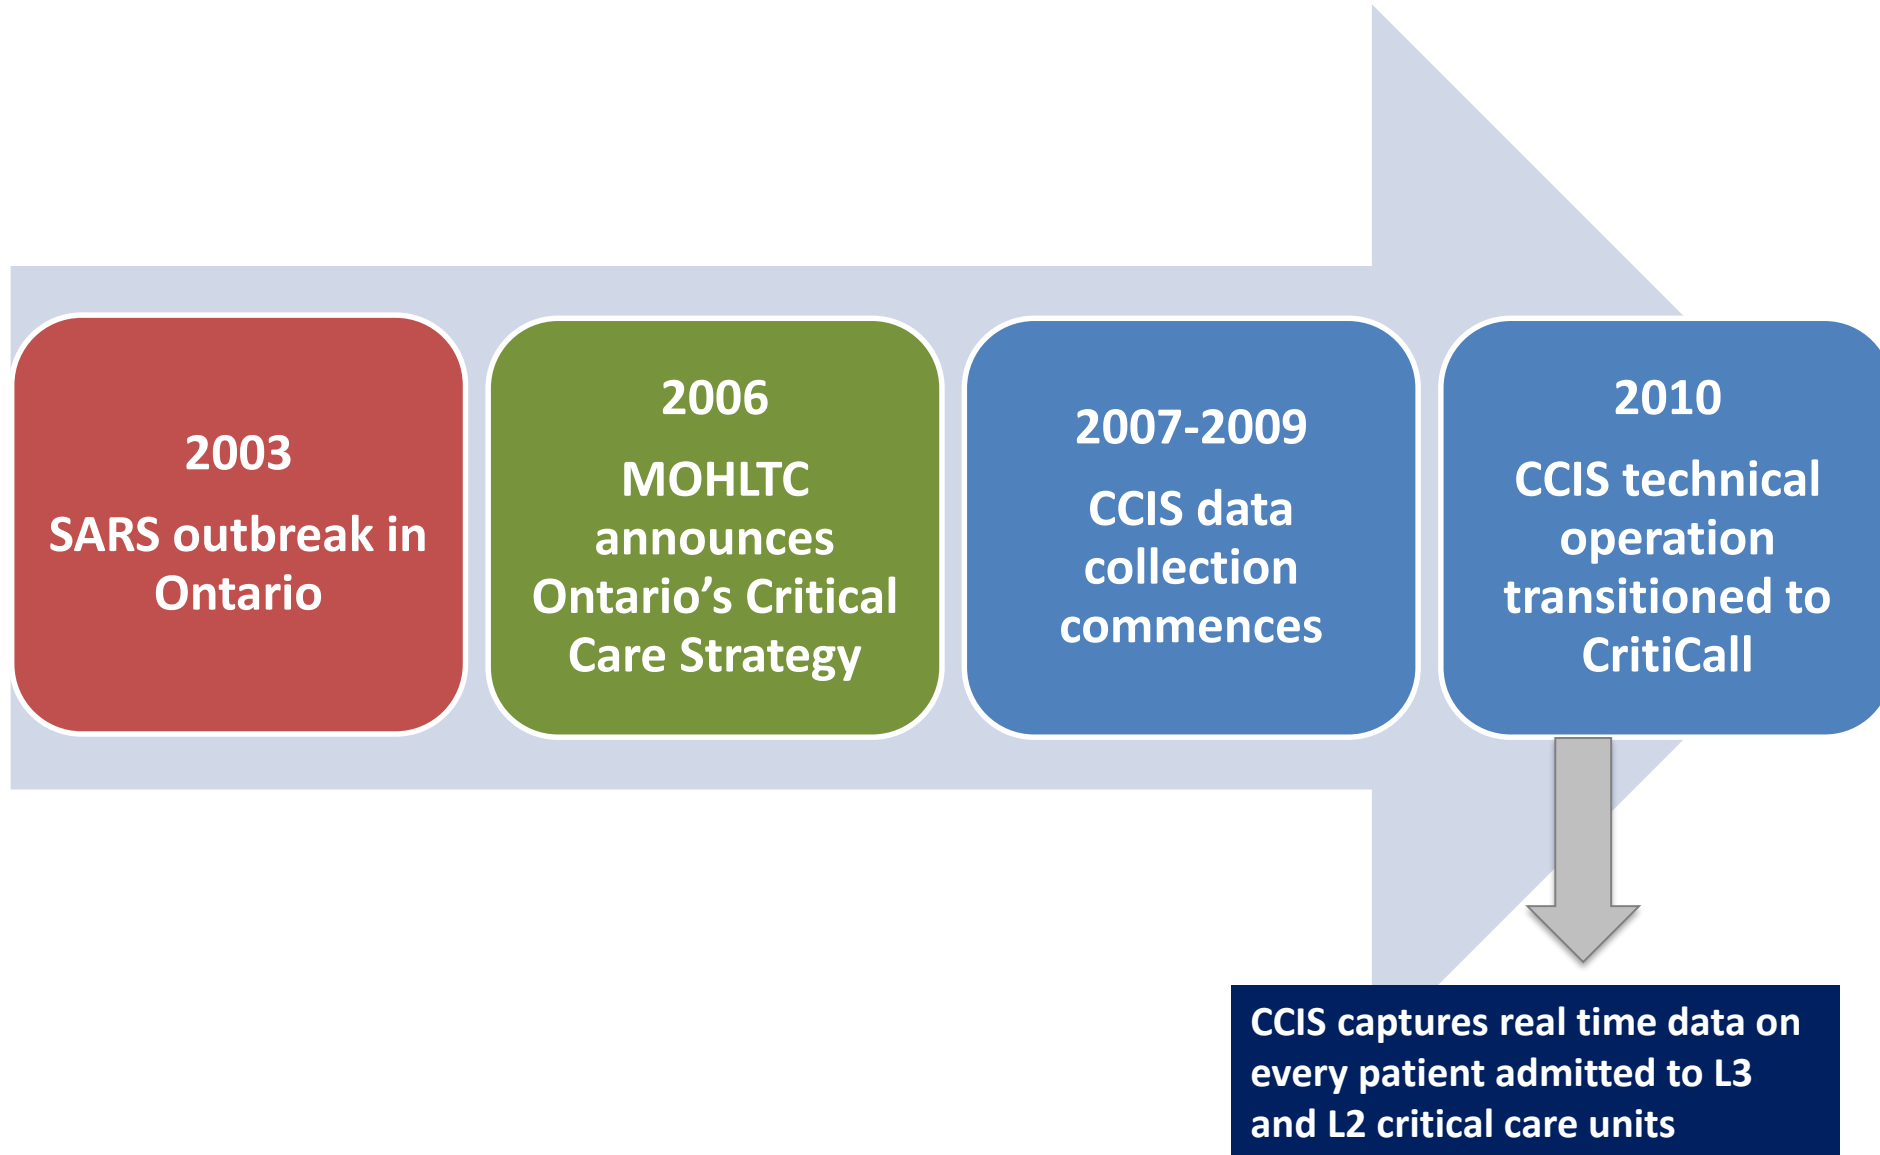 2003
SARS outbreak in
Ontario
2006
MOHLTC
announces
Ontario’s Critical
Care Strategy
2007-2009
CCIS data
collection
commences
2010
CCIS technical
operation
transitioned to
CritiCall
CCIS captures real time data on
every patient admitted to L3
and L2 critical care units